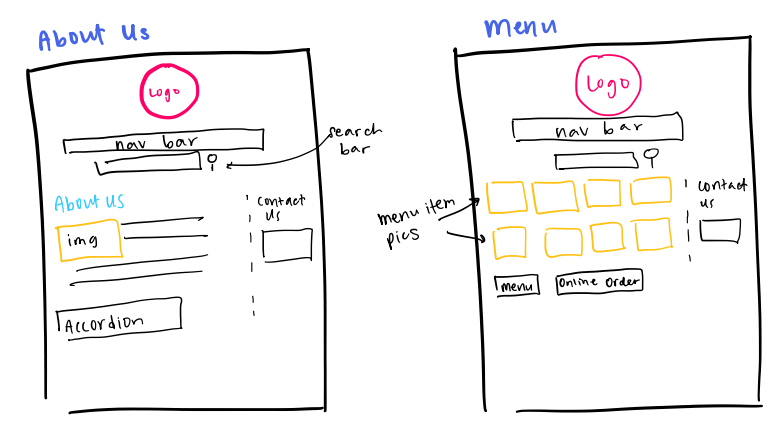 About Us
Logo
nav bar
search
bar
About US
img
contact
us
Accordion
Menu
Logo
nav bar
menu item
pics
contact
us
menu
Online Order